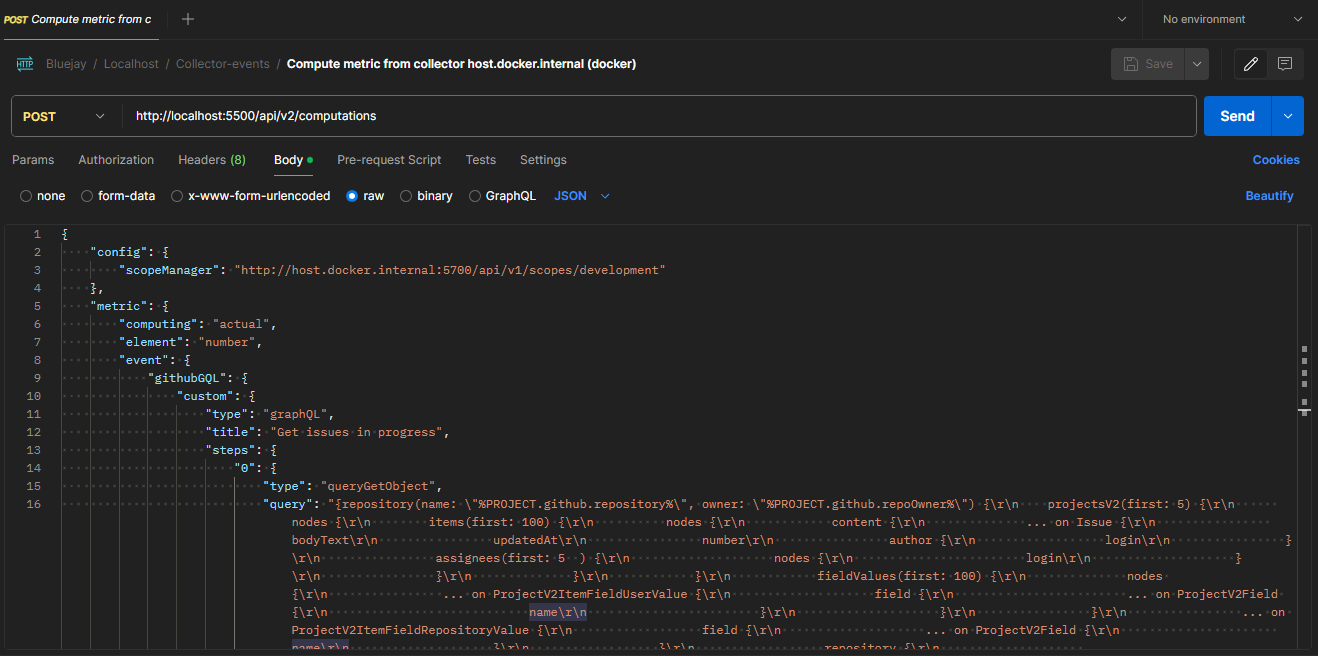 POST Compute metric from c
No environment
HTTP Bluejay / Localhost / Collector-events / Compute metric from collector host.docker.internal (docker)
Save
POST http://localhost:5500/api/v2/computations
Send
Params Authorization Headers (8) Body Pre-request Script Tests Settings Cookies
none form-data x-www-form-urlencoded raw binary GraphQL JSON Beautify
1 {
2 "config": {
3 "scopeManager": "http://host.docker.internal:5700/api/v1/scopes/development"
4 },
5 "metric": {
6 "computing": "actual",
7 "element": "number",
8 "event": {
9 "githubGQL": {
10 "custom": {
11 "type": "graphQL",
12 "title": "Get issues in progress",
13 "steps": {
14 "0": {
15 "type": "queryGetObject",
16 "query": "{repository(name: \"%PROJECT.github.repository%\", owner: \"%PROJECT.github.repoOwner%\") {\r\n projectsV2(first: 5) {\r\n
nodes {\r\n items(first: 100) {\r\n nodes {\r\n content {\r\n ... on Issue {\r\n
bodyText\r\n updatedAt\r\n number\r\n author {\r\n login\r\n }
\r\n assignees(first: 5 ) {\r\n nodes {\r\n login\r\n }
\r\n }\r\n }\r\n }\r\n fieldValues(first: 100) {\r\n nodes
{\r\n ... on ProjectV2ItemFieldUserValue {\r\n field {\r\n ... on ProjectV2Field
{\r\n name\r\n }\r\n }\r\n }\r\n ... on
ProjectV2ItemFieldRepositoryValue {\r\n field {\r\n ... on ProjectV2Field {\r\n
name\r\n }\r\n }\r\n repository {\r\n